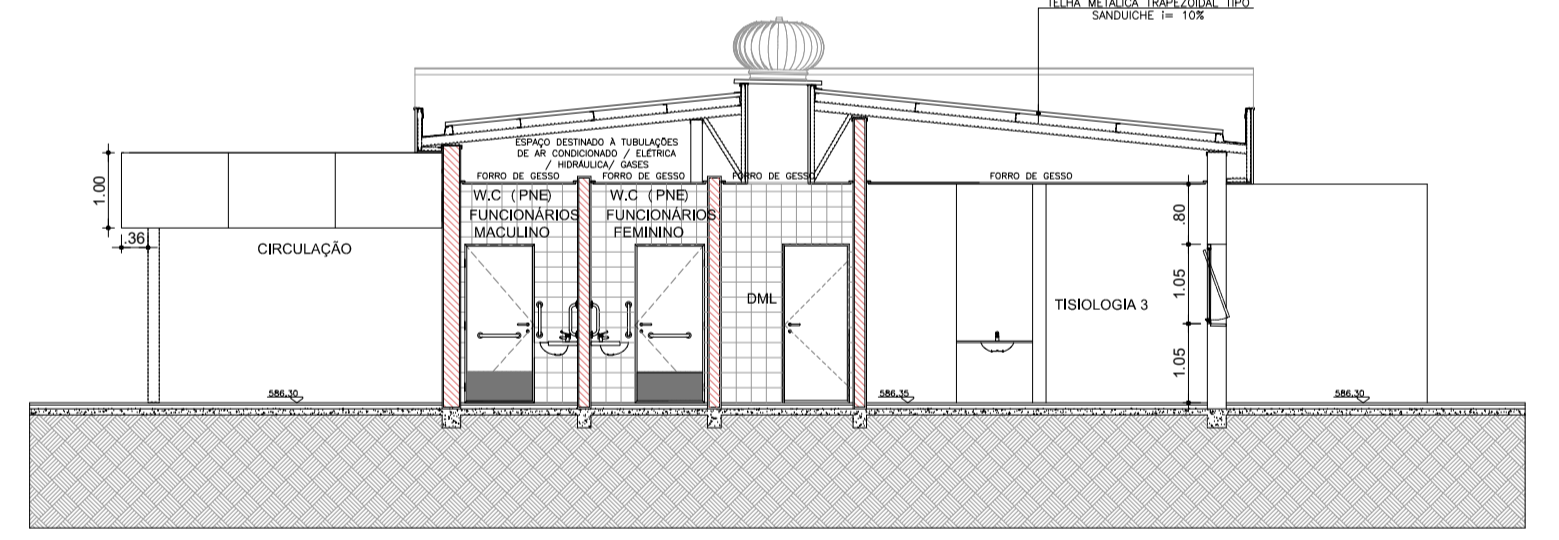 TELHA METÁLICA TRAPEZOIDAL TIPO
SANDUICHE i= 10%
ESPAÇO DESTINADO À TUBULAÇÕES
DE AR CONDICIONADO / ELÉTRICA
/ HIDRÁULICA/ GASES
FORRO DE GESSO
FORRO DE GESSO
FORRO DE GESSO
FORRO DE GESSO
W.C (PNE)
FUNCIONÁRIOS
MACULINO
W.C (PNE)
FUNCIONÁRIOS
FEMININO
1.00
.36
CIRCULAÇÃO
DML
TISIOLOGIA 3
.80
1.05
1.05
586.30
586.35
586.30